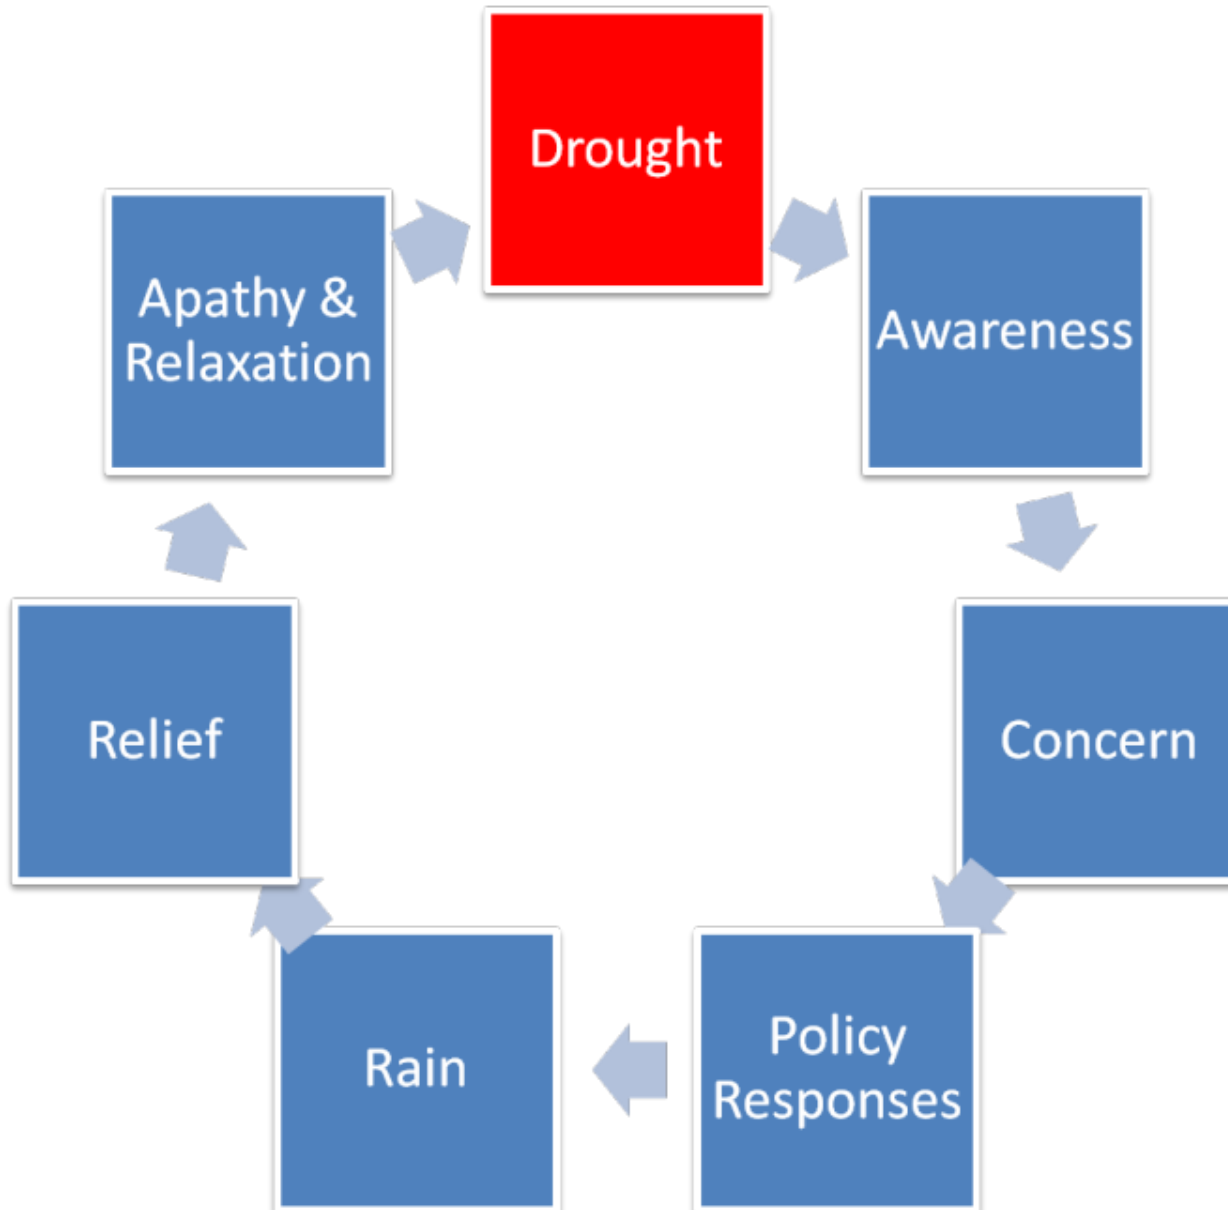 Drought
Awareness
Concern
Policy
Responses
Rain
Relief
Apathy &
Relaxation